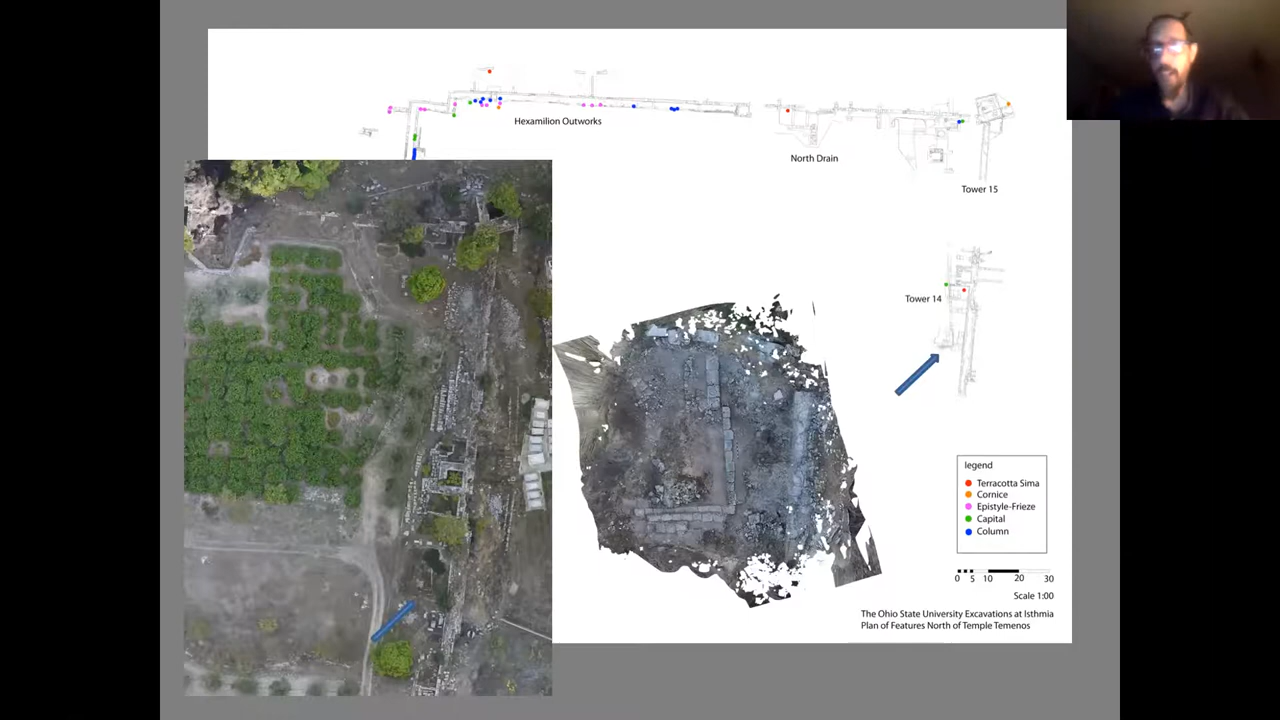 Hexamilion Outworks
North Drain
Tower 15
Tower 14
legend
Terracotta Sima
Cornice
Epistyle-Frieze
Capital
Column
0 5 10 20 30
Scale 1:00
The Ohio State University Excavations at Isthmia
Plan of Features North of Temple Temenos